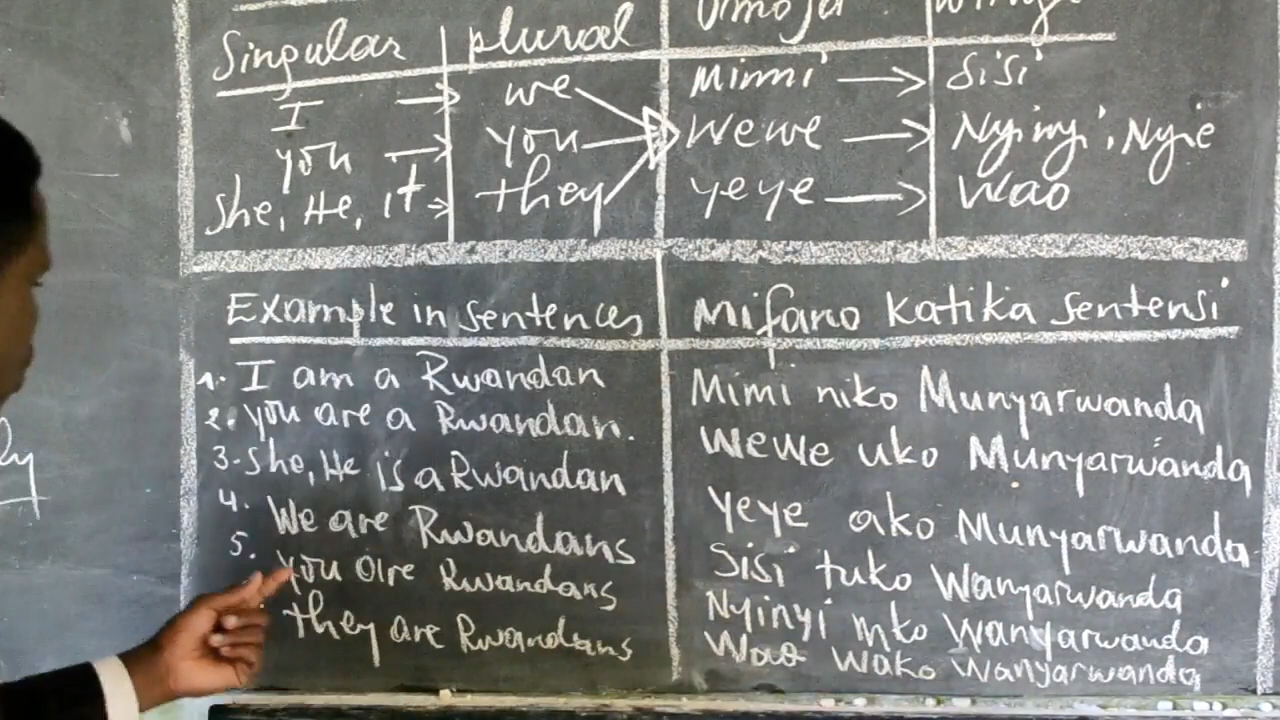 Singular plural Umoja wingi
I we Mimi Sisi
you you Wewe Nyinyi, Nyie
She, He, it they yeye Wao
Example in sentences Mifano Katika Sentensi
1. I am a Rwandan Mimi niko Munyarwanda
2. you are a Rwandan. Wewe uko Munyarwanda
3. She, He is a Rwandan Yeye ako Munyarwanda
4. We are Rwandans Sisi tuko Wanyarwanda
5. you are Rwandans Nyinyi mko Wanyarwanda
they are Rwandans Wao wako Wanyarwanda